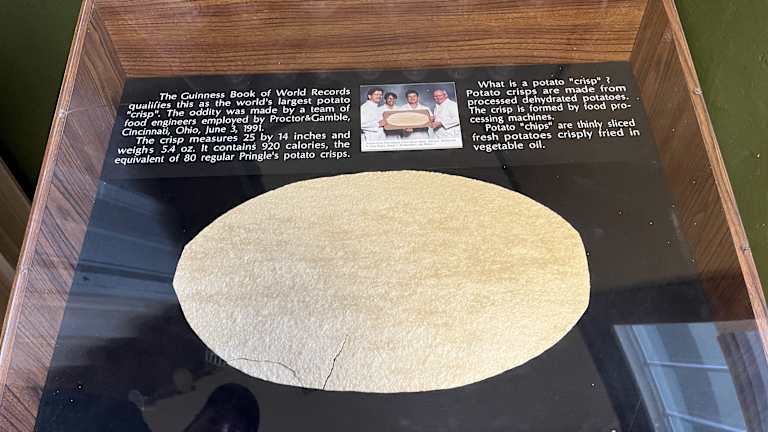 The Guinness Book of World Records
qualifies this as the world's largest potato
"crisp". The oddity was made by a team of
food engineers employed by Proctor&Gamble,
Cincinnati, Ohio, June 3, 1991.
The crisp measures 25 by 14 inches and
weighs 5.4 oz. It contains 920 calories, the
equivalent of 80 regular Pringle's potato crisps.
What is a potato "crisp" ?
Potato crisps are made from
processed dehydrated potatoes.
The crisp is formed by food pro-
cessing machines.
Potato "chips" are thinly sliced
fresh potatoes crisply fried in
vegetable oil.